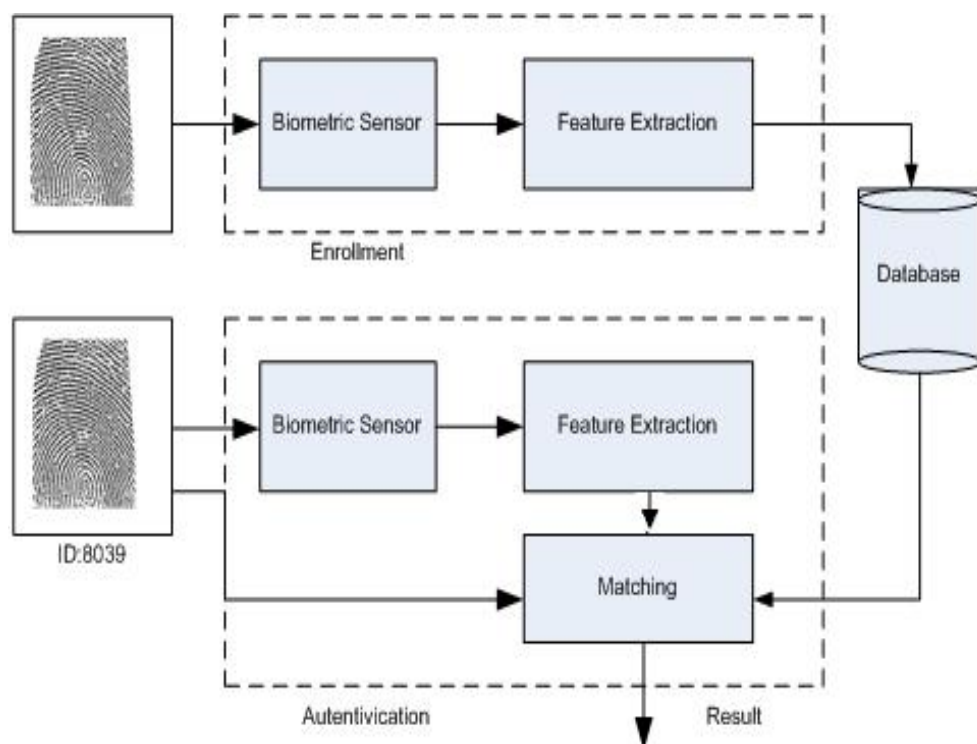 Biometric Sensor
Feature Extraction
Enrollment
Database
Biometric Sensor
Feature Extraction
ID:8039
Matching
Autentivication
Result